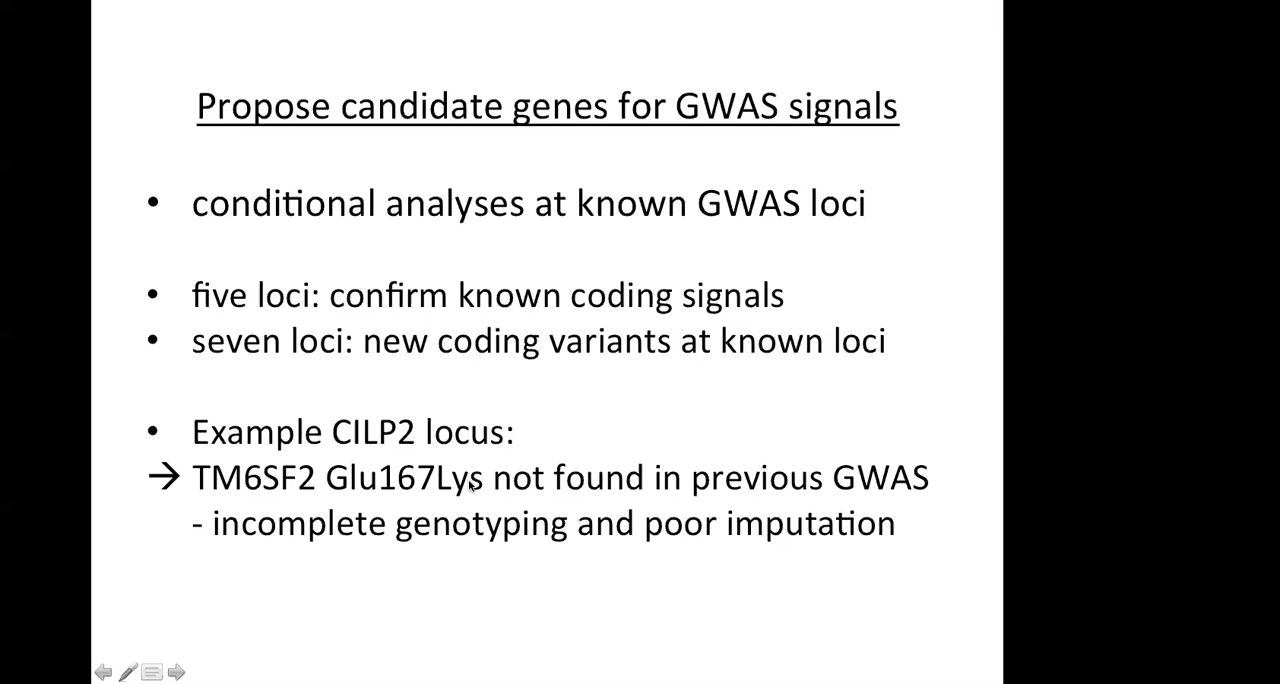 Propose candidate genes for GWAS signals
• conditional analyses at known GWAS loci
• five loci: confirm known coding signals
• seven loci: new coding variants at known loci
• Example CILP2 locus:
→ TM6SF2 Glu167Lys not found in previous GWAS
- incomplete genotyping and poor imputation